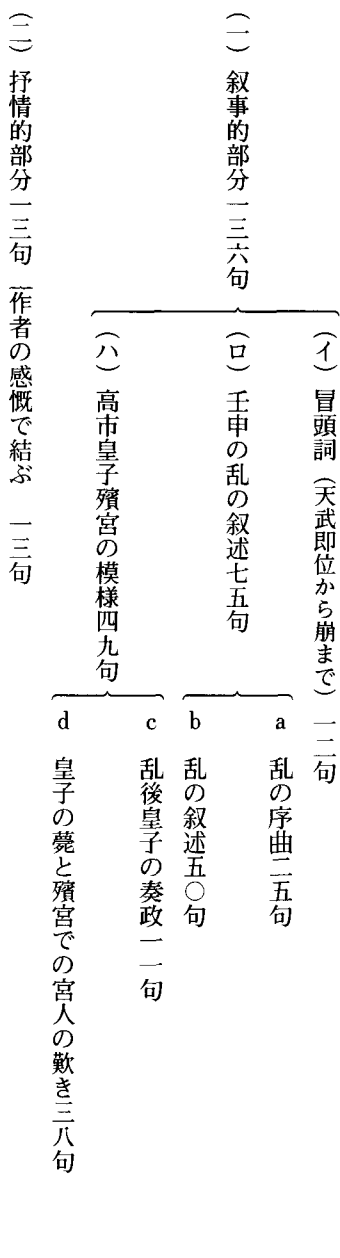 （一）　叙事的部分一三六句
（イ）　冒頭詞（天武即位から崩まで）一二句
（ロ）　壬申の乱の叙述七五句
a　乱の序曲二五句
b　乱の叙述五〇句
（ハ）　高市皇子殯宮の模様四九句
c　乱後皇子の奏政一一句
d　皇子の薨と殯宮での宮人の歎き三八句
（二）　抒情的部分一三句―作者の感慨で結ぶ　一三句